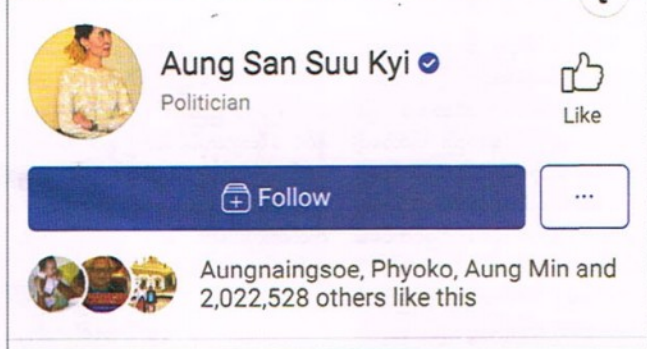 Aung San Suu Kyi
Politician
Like
Follow
...
Aungnaingsoe, Phyoko, Aung Min and
2,022,528 others like this